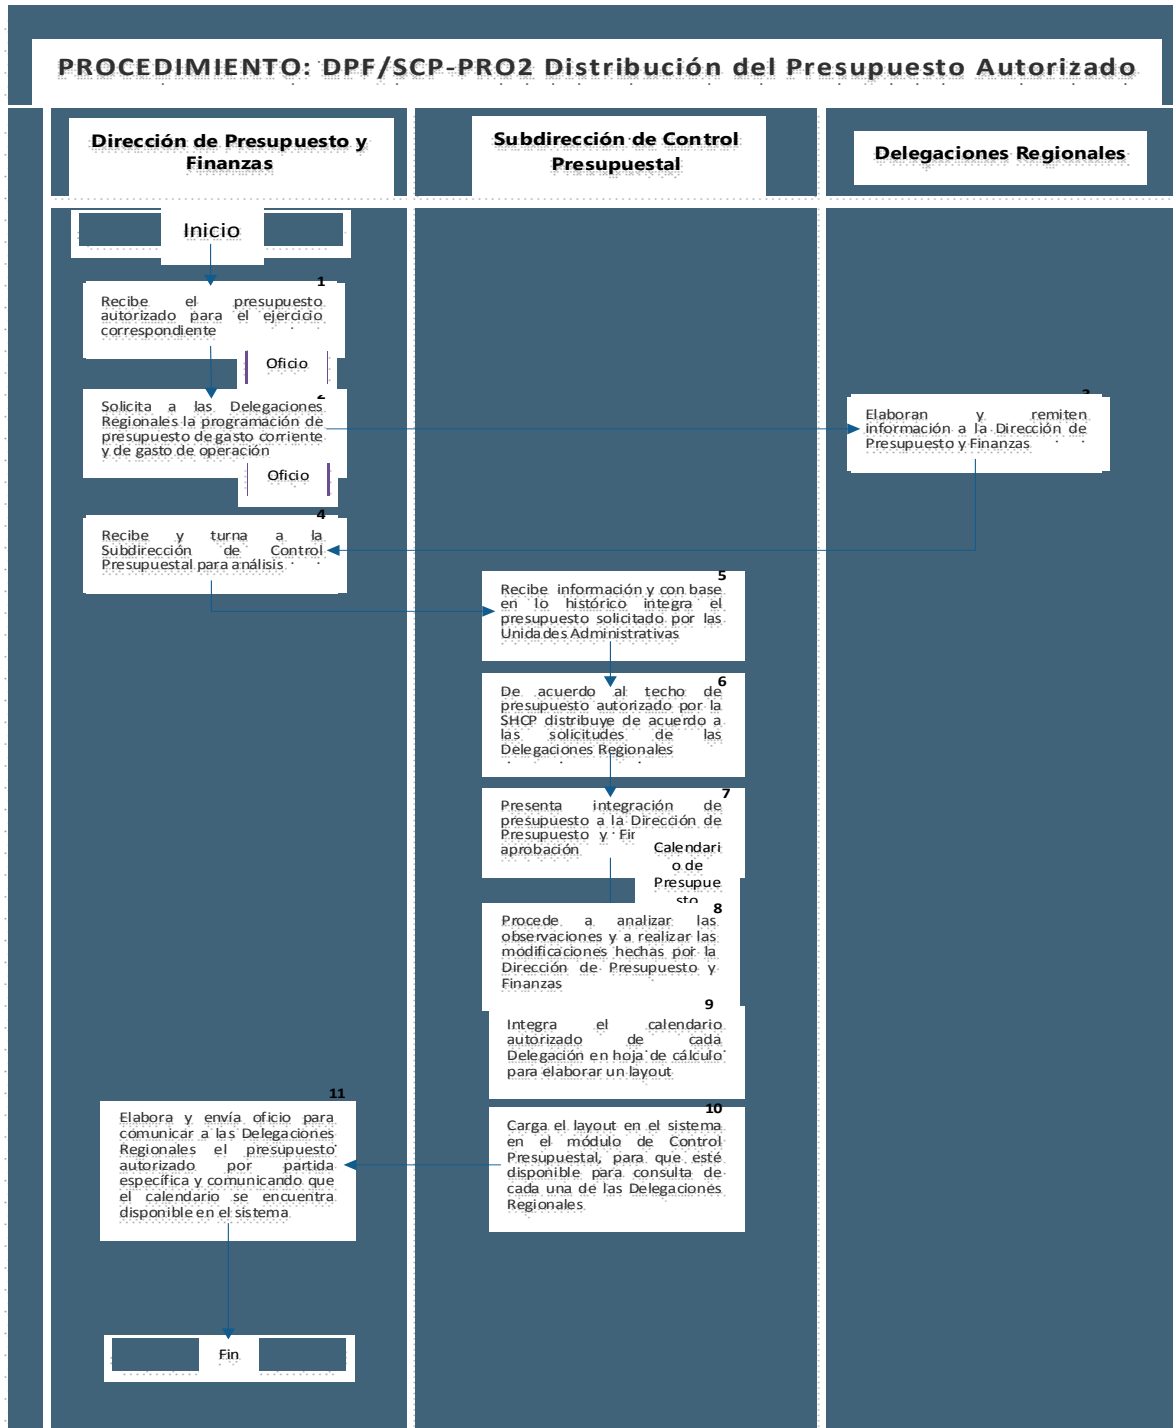 PROCEDIMIENTO: DPF/SCP-PRO2 Distribución del Presupuesto Autorizado
Dirección de Presupuesto y
Finanzas
Subdirección de Control
Presupuestal
Delegaciones Regionales
Inicio
1
Recibe el presupuesto
autorizado para el ejercicio
correspondiente
Oficio
2
Solicita a las Delegaciones
Regionales la programación de
presupuesto de gasto corriente
y de gasto de operación
Oficio
3
Elaboran y remiten
información a la Dirección de
Presupuesto y Finanzas
4
Recibe y turna a la
Subdirección de Control
Presupuestal para análisis
5
Recibe información y con base
en lo histórico integra el
presupuesto solicitado por las
Unidades Administrativas
6
De acuerdo al techo de
presupuesto autorizado por la
SHCP distribuye de acuerdo a
las solicitudes de las
Delegaciones Regionales
7
Presenta integración de
presupuesto a la Dirección de
Presupuesto y
aprobación
Calendari
o de
Presupue
sto
8
Procede a analizar las
observaciones y a realizar las
modificaciones hechas por la
Dirección de Presupuesto y
Finanzas
9
Integra el calendario
autorizado de cada
Delegación en hoja de cálculo
para elaborar un layout
10
Carga el layout en el sistema
en el módulo de Control
Presupuestal, para que esté
disponible para consulta de
cada una de las Delegaciones
Regionales
11
Elabora y envía oficio para
comunicar a las Delegaciones
Regionales el presupuesto
autorizado por partida
específica y comunicando que
el calendario se encuentra
disponible en el sistema
Fin